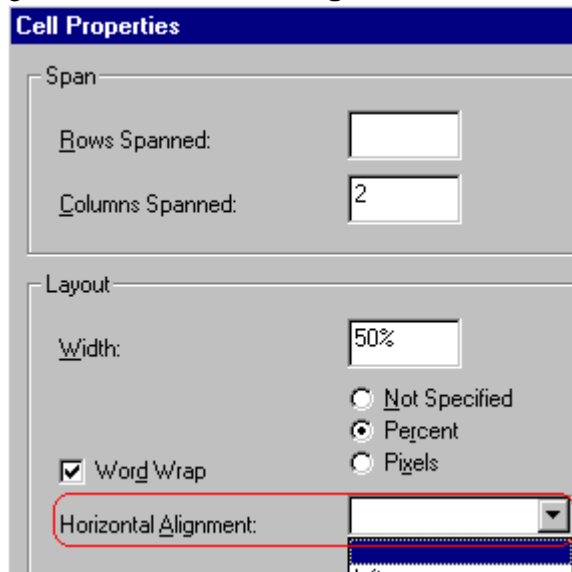 Cell Properties
Span
Rows Spanned:
Columns Spanned: 2
Layout
Width: 50%
Not Specified
Percent
Word Wrap Pixels
Horizontal Alignment: